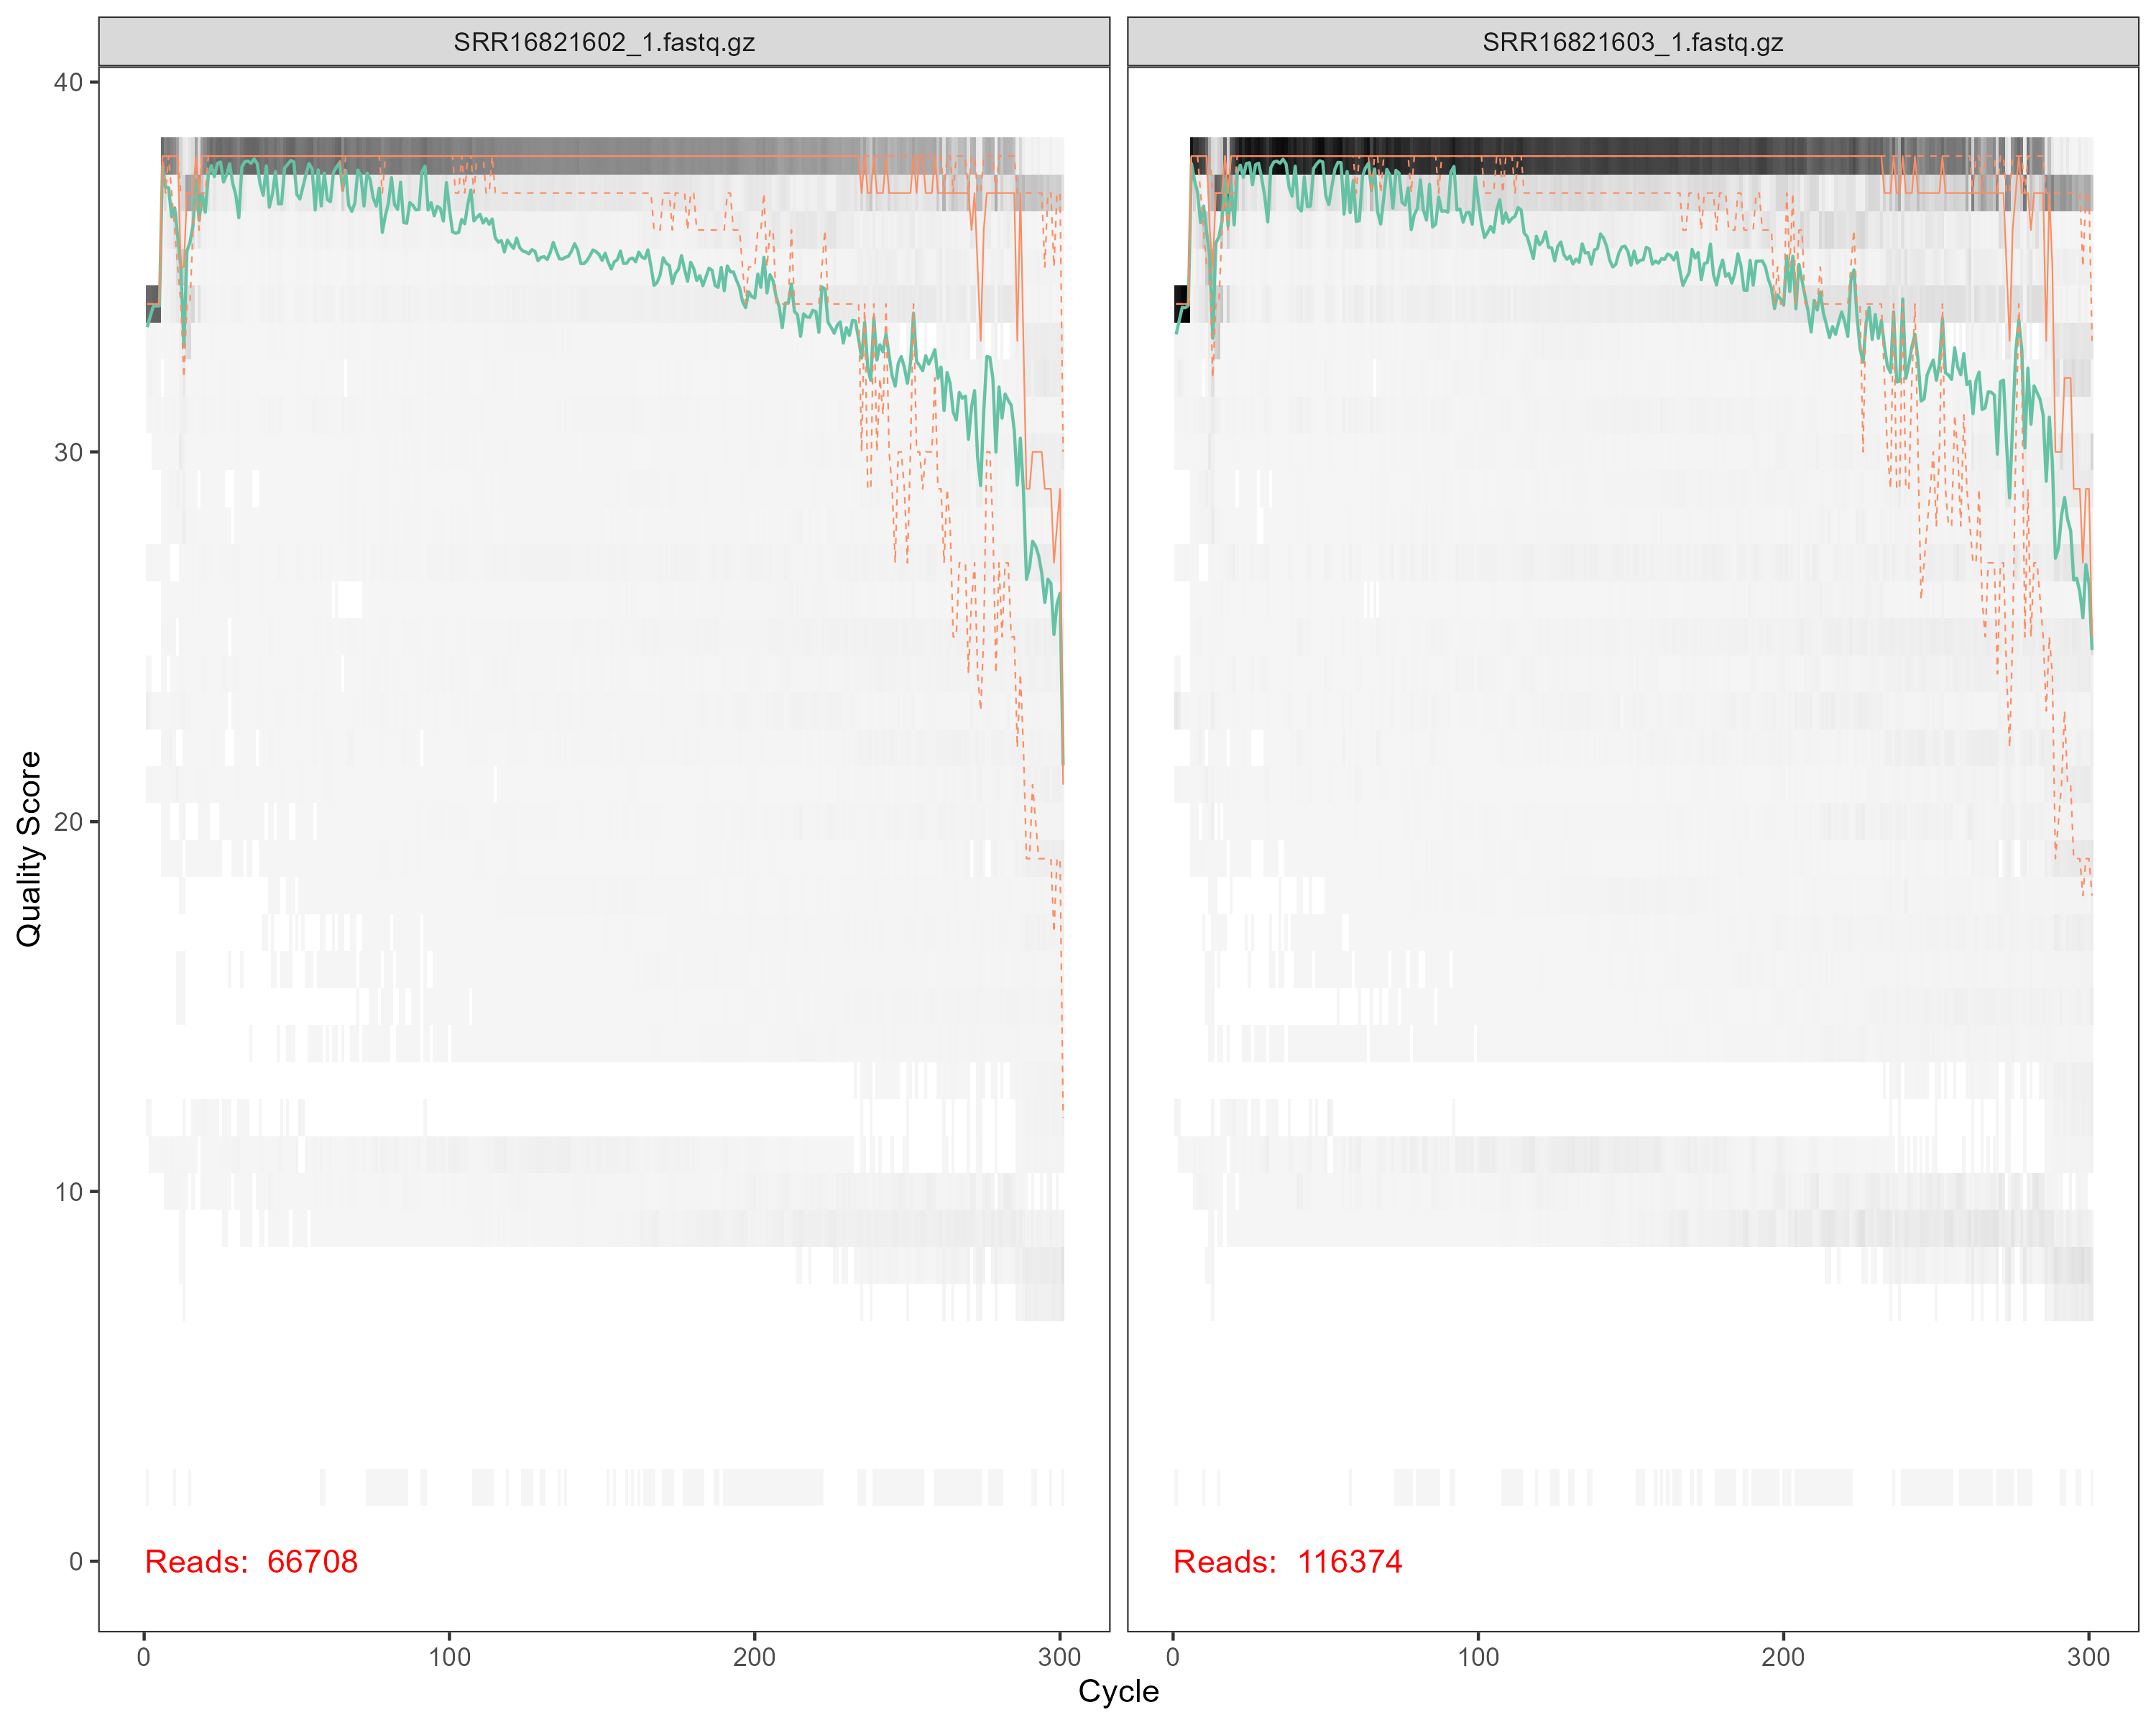 SRR16821602_1.fastq.gz
SRR16821603_1.fastq.gz
40
30
20
10
0
Quality Score
Reads: 66708
Reads: 116374
0 100 200 300
0 100 200 300
Cycle